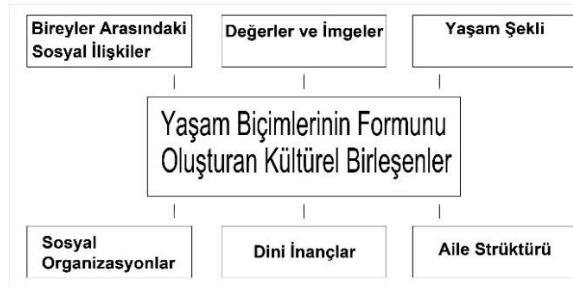 Bireyler Arasındaki
Sosyal İlişkiler
Değerler ve İmgeler
Yaşam Şekli
Yaşam Biçimlerinin Formunu
Oluşturan Kültürel Birleşenler
Sosyal
Organizasyonlar
Dini İnançlar
Aile Strüktürü